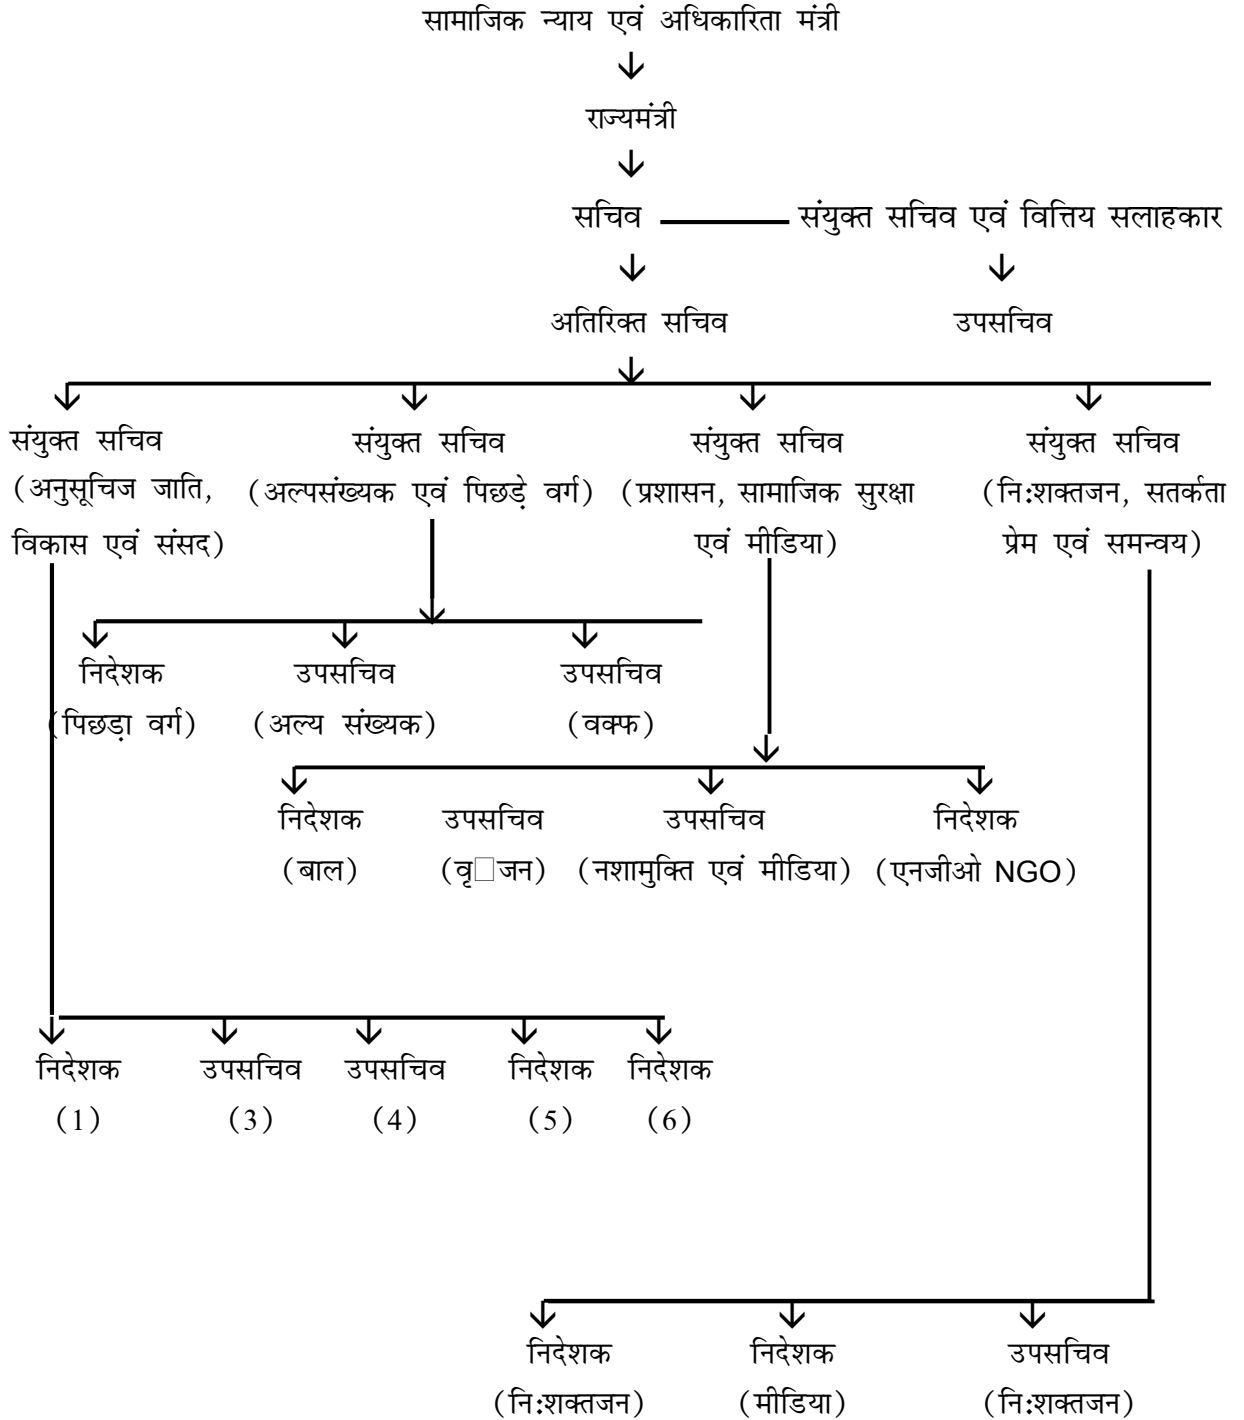 सामाजिक न्याय एवं अधिकारिता मंत्री
राज्यमंत्री
सचिव संयुक्त सचिव एवं वित्तिय सलाहकार
अतिरिक्त सचिव उपसचिव
संयुक्त सचिव संयुक्त सचिव संयुक्त सचिव संयुक्त सचिव
(अनुसूचिज जाति, (अल्पसंख्यक एवं पिछड़े वर्ग) (प्रशासन, सामाजिक सुरक्षा (नि:शक्तजन, सतर्कता
विकास एवं संसद) एवं मीडिया) प्रेम एवं समन्वय)
निदेशक उपसचिव उपसचिव
(पिछड़ा वर्ग) (अल्य संख्यक) (वक्फ)
निदेशक उपसचिव उपसचिव निदेशक
(बाल) (वृ□जन) (नशामुक्ति एवं मीडिया) (एनजीओ NGO)
निदेशक उपसचिव उपसचिव निदेशक निदेशक
(1) (3) (4) (5) (6)
निदेशक निदेशक उपसचिव
(नि:शक्तजन) (मीडिया) (नि:शक्तजन)